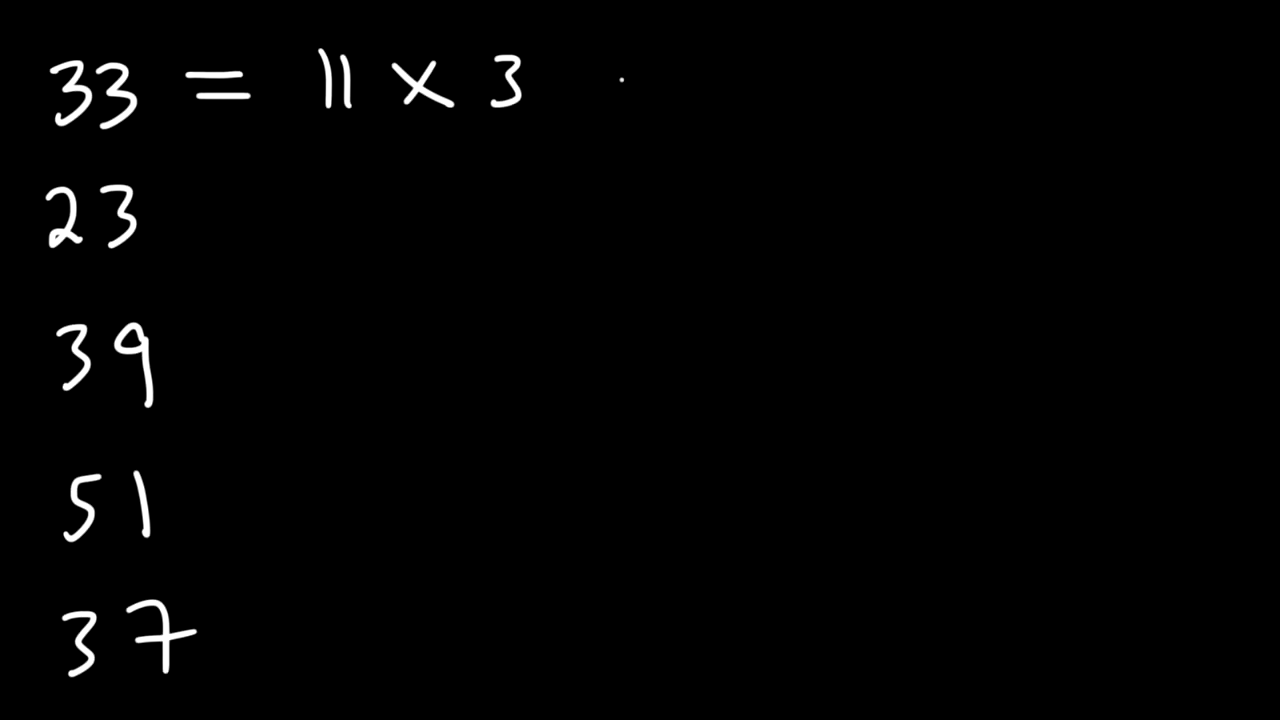 33 = 11 × 3
23
39
51
37